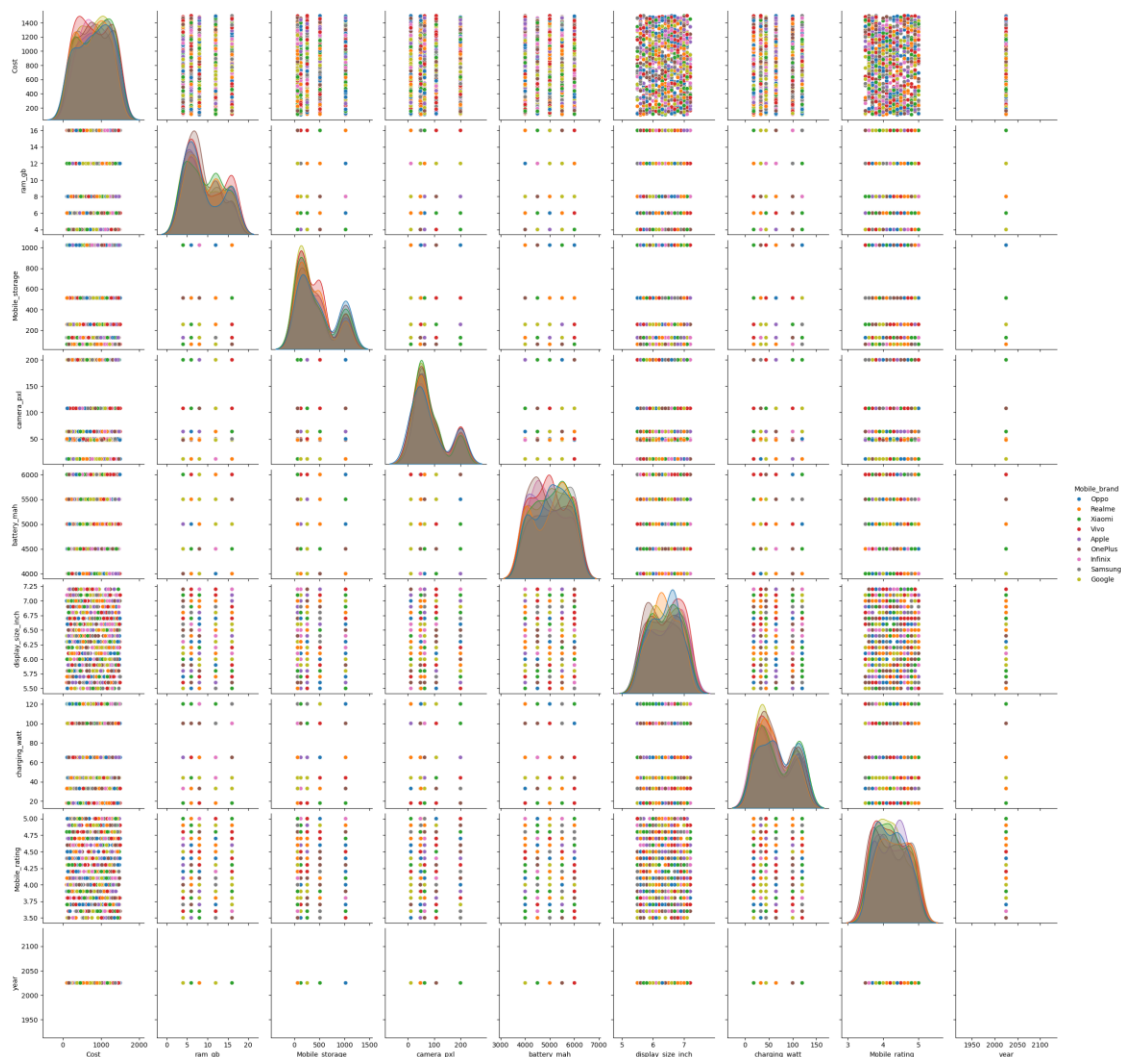 1400
1200
1000
800
600
400
200
Cost
16
14
12
10
8
6
4
ram_gb
1000
800
600
400
200
Mobile_storage
200
150
100
50
camera_pxl
6000
5500
5000
4500
4000
battery_mah
7.25
7.00
6.75
6.50
6.25
6.00
5.75
5.50
display_size_inch
120
100
80
60
40
20
charging_watt
5.00
4.75
4.50
4.25
4.00
3.75
3.50
Mobile_rating
2100
2050
2000
1950
year
0 1000 2000
Cost
0 5 10 15 20
ram_gb
0 500 1000 1500
Mobile_storage
0 100 200
camera_pxl
3000 4000 5000 6000 7000
battery_mah
5 6 7
display_size_inch
0 50 100 150
charging_watt
3 4 5
Mobile_rating
1950 2000 2050 2100
year
Mobile_brand
Oppo
Realme
Xiaomi
Vivo
Apple
OnePlus
Infinix
Samsung
Google